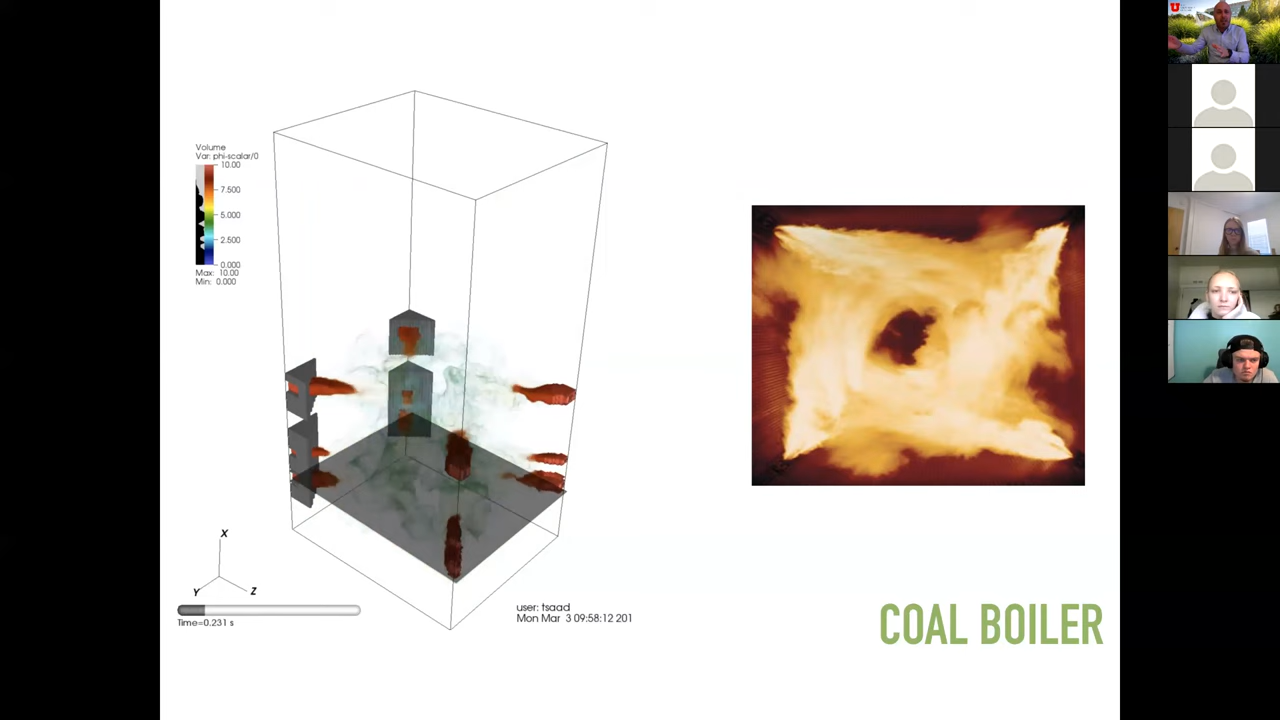 Volume
Var: phi-scalar/0
10.00
7.500
5.000
2.500
0.000
Max: 10.00
Min: 0.000
X
Y
Z
Time=0.231 s
user: tsaad
Mon Mar 3 09:58:12 201
COAL BOILER
U